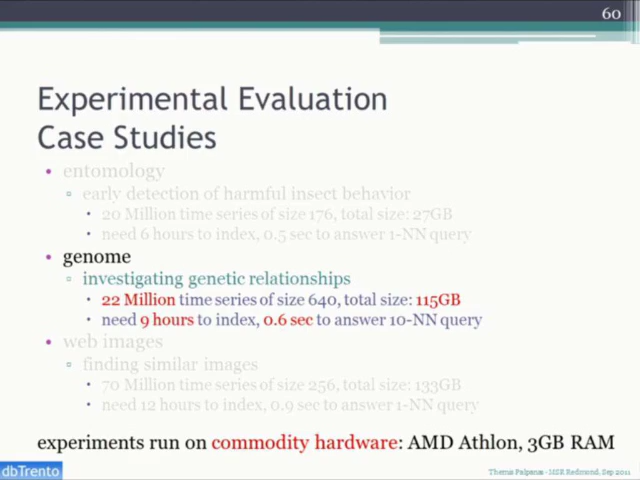 60
Experimental Evaluation
Case Studies
• entomology
▫ early detection of harmful insect behavior
• 20 Million time series of size 176, total size: 27GB
• need 6 hours to index, 0.5 sec to answer 1-NN query
• genome
▫ investigating genetic relationships
• 22 Million time series of size 640, total size: 115GB
• need 9 hours to index, 0.6 sec to answer 10-NN query
• web images
▫ finding similar images
• 70 Million time series of size 256, total size: 133GB
• need 12 hours to index, 0.9 sec to answer 1-NN query
experiments run on commodity hardware: AMD Athlon, 3GB RAM
dbTrento
Themis Palpanas - MSR Redmond, Sep 2011